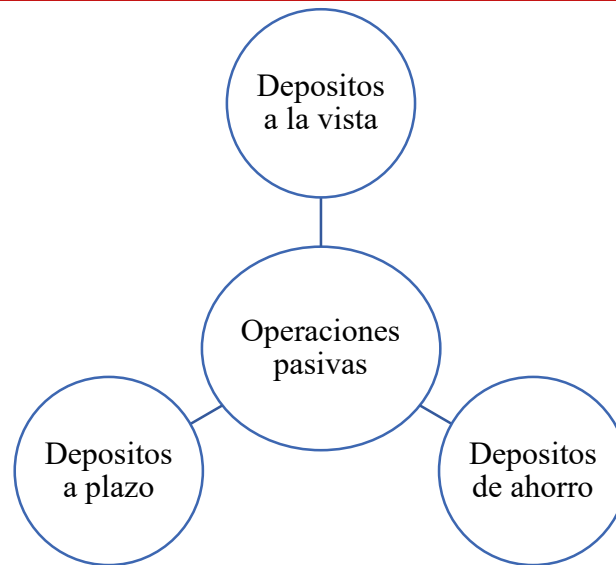 Depositos
a la vista
Operaciones
pasivas
Depositos
a plazo
Depositos
de ahorro